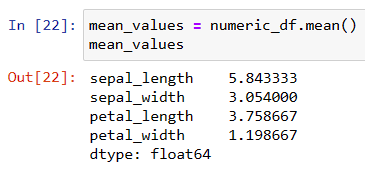 In [22]: mean_values = numeric_df.mean()
mean_values
Out[22]: sepal_length    5.843333
sepal_width     3.054000
petal_length    3.758667
petal_width     1.198667
dtype: float64